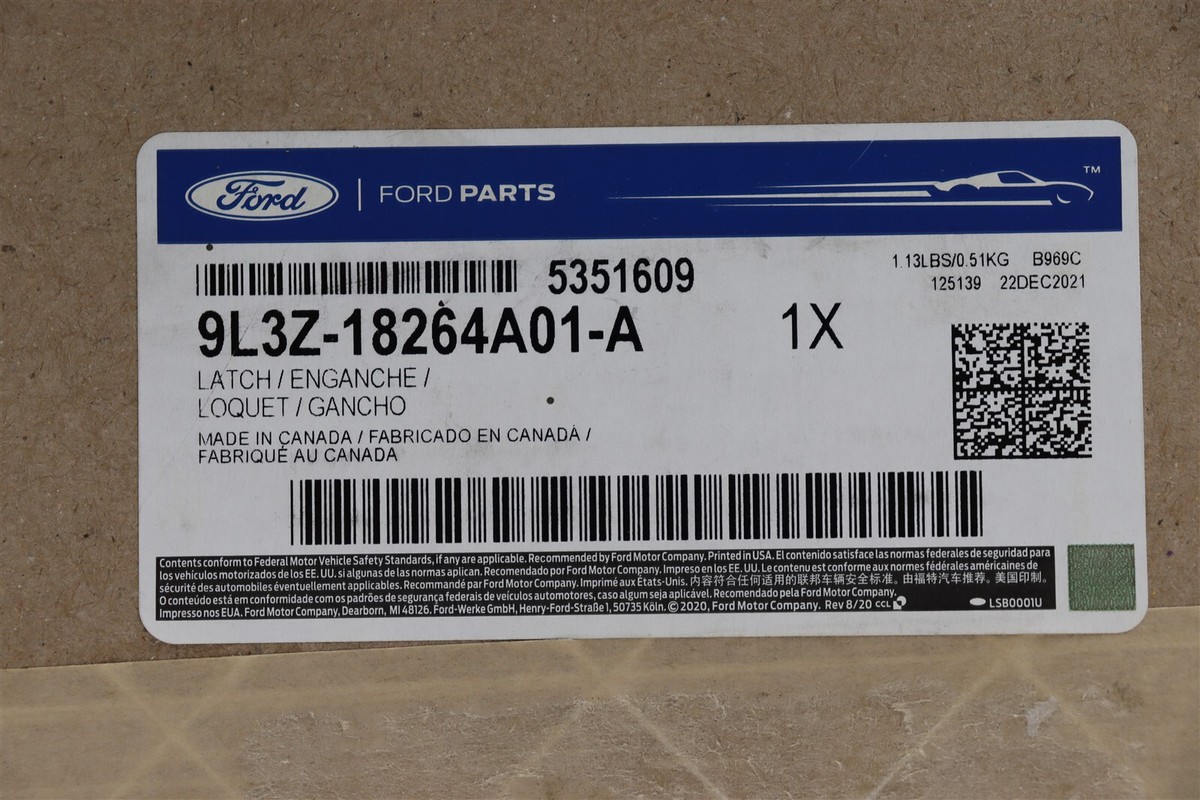 Ford | FORD PARTS TM
5351609
1.13LBS/0.51KG B969C
125139 22DEC2021
9L3Z-18264A01-A 1X
LATCH / ENGANCHE /
LOQUET / GANCHO
MADE IN CANADA / FABRICADO EN CANADÁ /
FABRIQUÉ AU CANADA
Contents conform to Federal Motor Vehicle Safety Standards, if any are applicable. Recommended by Ford Motor Company. Printed in USA. El contenido satisface las normas federales de seguridad para
los vehículos motorizados de los EE. UU. si algunas de las normas aplican. Recomendado por Ford Motor Company. Impreso en los EE. UU. Le contenu est conforme aux normes fédérales américaines de
sécurité des automobiles éventuellement applicables. Recommandé par Ford Motor Company. Imprimé aux États-Unis. 内容符合任何适用的联邦车辆安全标准。由福特汽车推荐。美国印制。
O conteúdo está em conformidade com os padrões de segurança federais de veículos automotores, caso algum seja aplicável. Recomendado pela Ford Motor Company.
Impresso nos EUA. Ford Motor Company, Dearborn, MI 48126. Ford-Werke GmbH, Henry-Ford-Straße 1, 50735 Köln. © 2020, Ford Motor Company. Rev 8/20 CCL LSB0001U